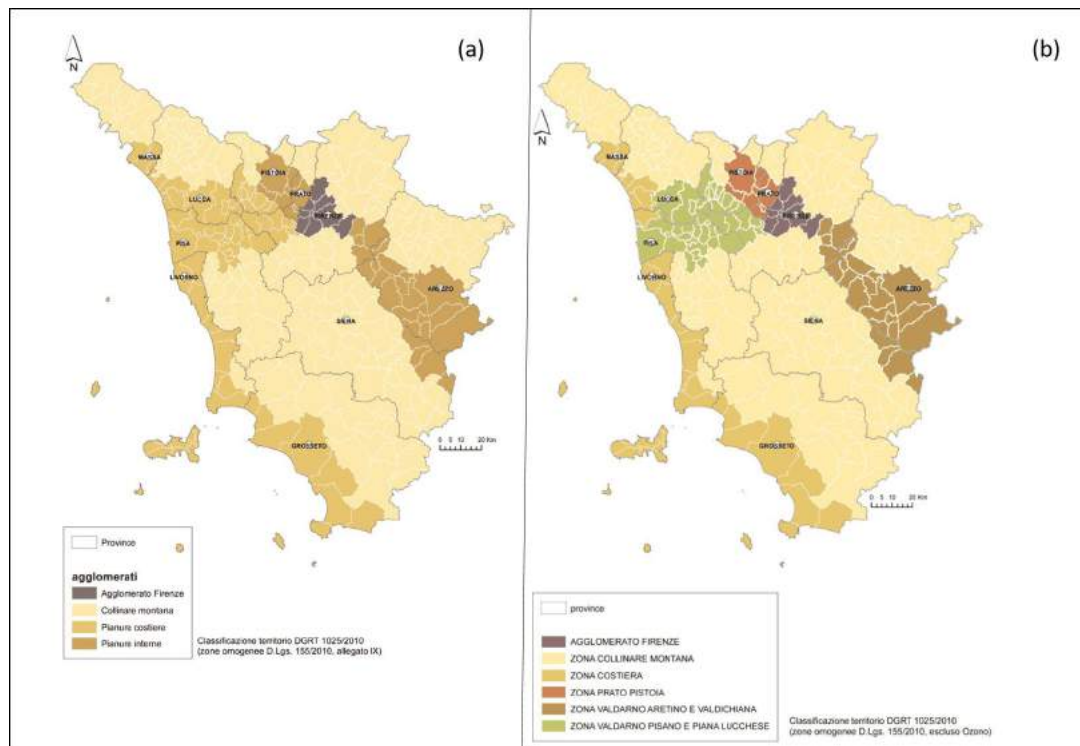 (a)
N
MASSA
PISTOIA
PRATO
LUCCA
FIRENZE
PISA
LIVORNO
AREZZO
SIENA
GROSSETO
0 5 10 20 Km
Province
agglomerati
Agglomerato Firenze
Collinare montana
Pianure costiere
Pianure interne
Classificazione territorio DGRT 1025/2010
(zone omogenee D.Lgs. 155/2010, allegato IX)
(b)
N
MASSA
PISTOIA
PRATO
LUCCA
FIRENZE
PISA
LIVORNO
AREZZO
SIENA
GROSSETO
0 5 10 20 Km
province
AGGLOMERATO FIRENZE
ZONA COLLINARE MONTANA
ZONA COSTIERA
ZONA PRATO PISTOIA
ZONA VALDARNO ARETINO E VALDICHIANA
ZONA VALDARNO PISANO E PIANA LUCCHESE
Classificazione territorio DGRT 1025/2010
(zone omogenee D.Lgs. 155/2010, escluso Ozono)